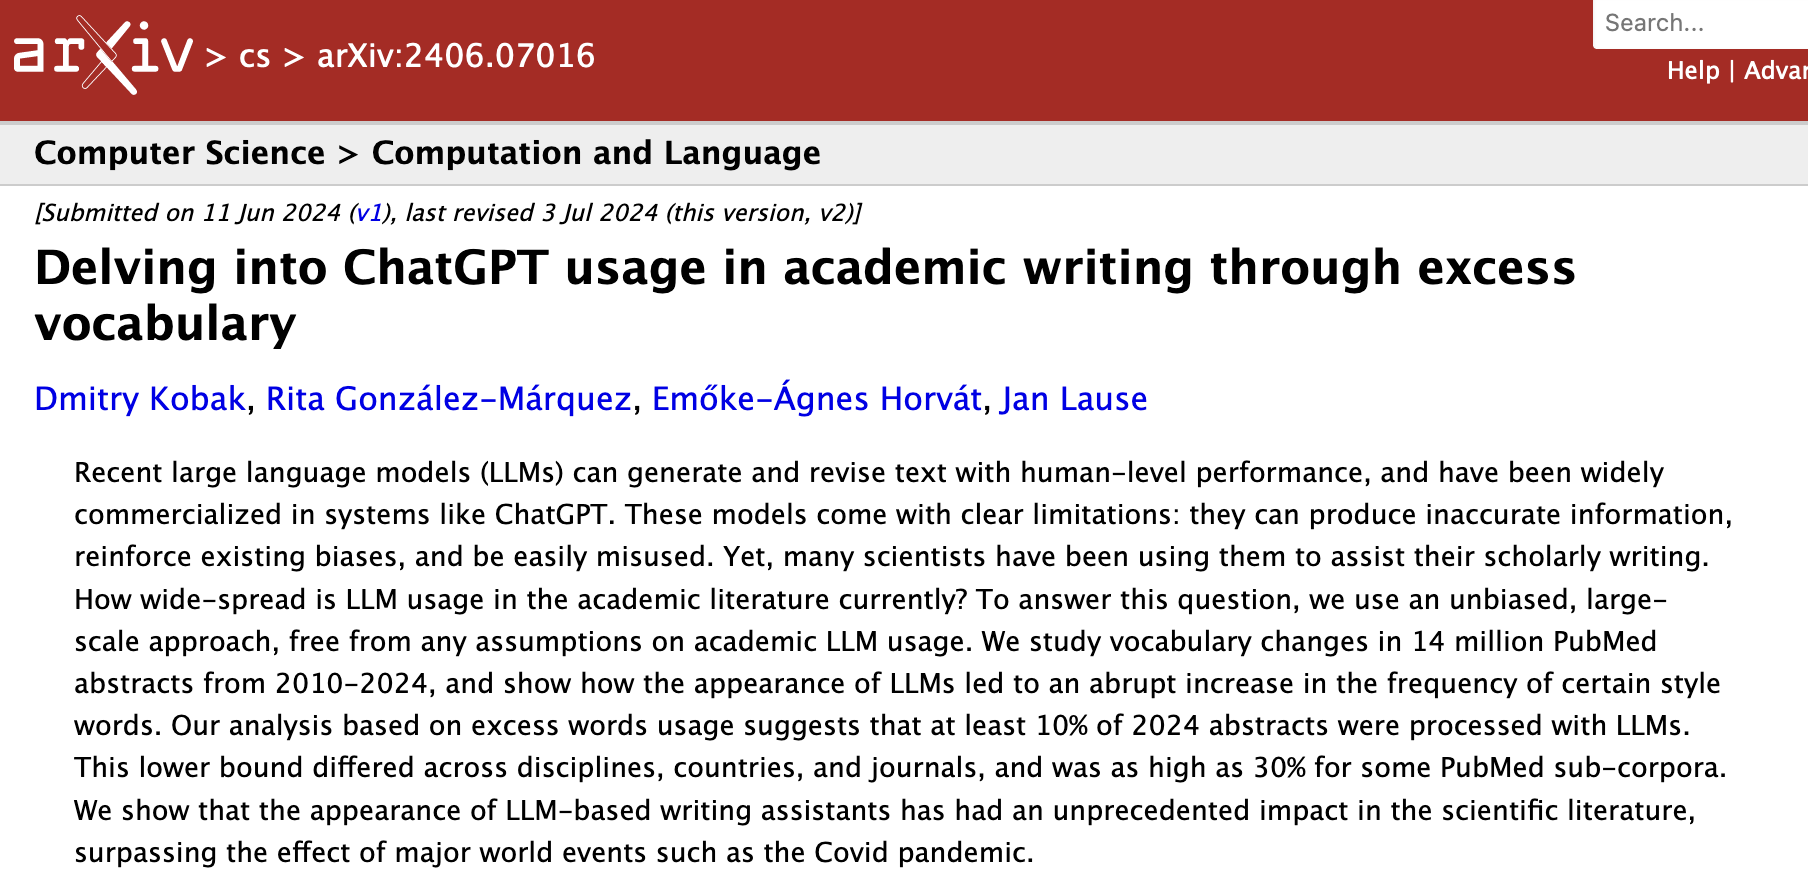 arXiv > cs > arXiv:2406.07016
Search...
Help | Advar
Computer Science > Computation and Language
[Submitted on 11 Jun 2024 (v1), last revised 3 Jul 2024 (this version, v2)]
Delving into ChatGPT usage in academic writing through excess
vocabulary
Dmitry Kobak, Rita González-Márquez, Emőke-Ágnes Horvát, Jan Lause
Recent large language models (LLMs) can generate and revise text with human-level performance, and have been widely
commercialized in systems like ChatGPT. These models come with clear limitations: they can produce inaccurate information,
reinforce existing biases, and be easily misused. Yet, many scientists have been using them to assist their scholarly writing.
How wide-spread is LLM usage in the academic literature currently? To answer this question, we use an unbiased, large-
scale approach, free from any assumptions on academic LLM usage. We study vocabulary changes in 14 million PubMed
abstracts from 2010-2024, and show how the appearance of LLMs led to an abrupt increase in the frequency of certain style
words. Our analysis based on excess words usage suggests that at least 10% of 2024 abstracts were processed with LLMs.
This lower bound differed across disciplines, countries, and journals, and was as high as 30% for some PubMed sub-corpora.
We show that the appearance of LLM-based writing assistants has had an unprecedented impact in the scientific literature,
surpassing the effect of major world events such as the Covid pandemic.